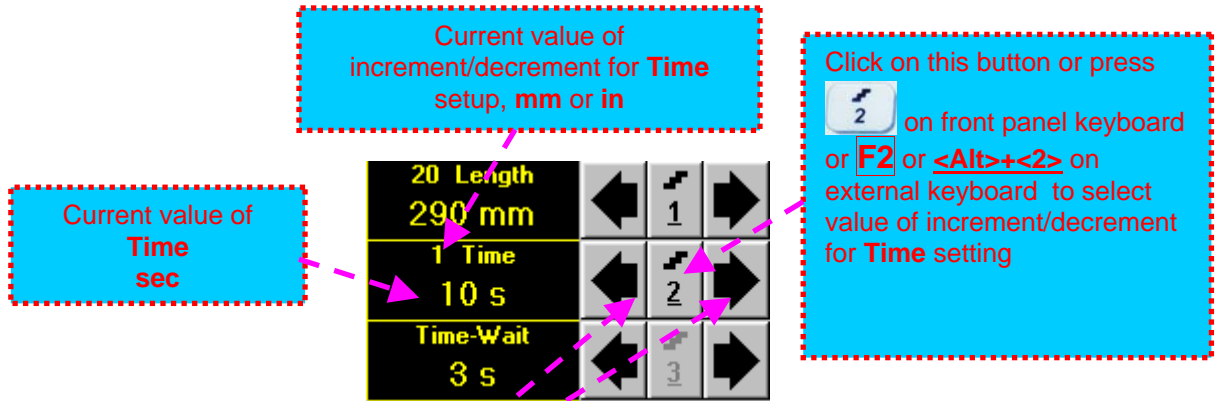 Current value of
increment/decrement for Time
setup, mm or in
Click on this button or press
2 on front panel keyboard
or F2 or <Alt>+<2> on
external keyboard to select
value of increment/decrement
for Time setting
Current value of
Time
sec
20 Length
290 mm
1
1 Time
10 s
2
Time-Wait
3 s
3